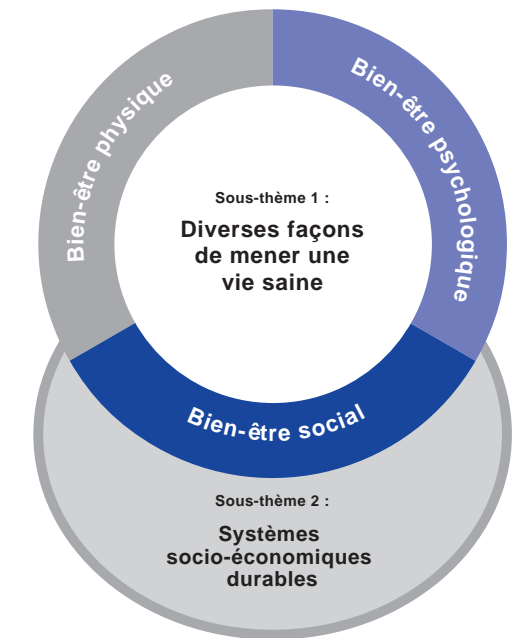 Bien-être physique
Bien-être psychologique
Sous-thème 1 :
Diverses façons
de mener une
vie saine
Bien-être social
Sous-thème 2 :
Systèmes
socio-économiques
durables